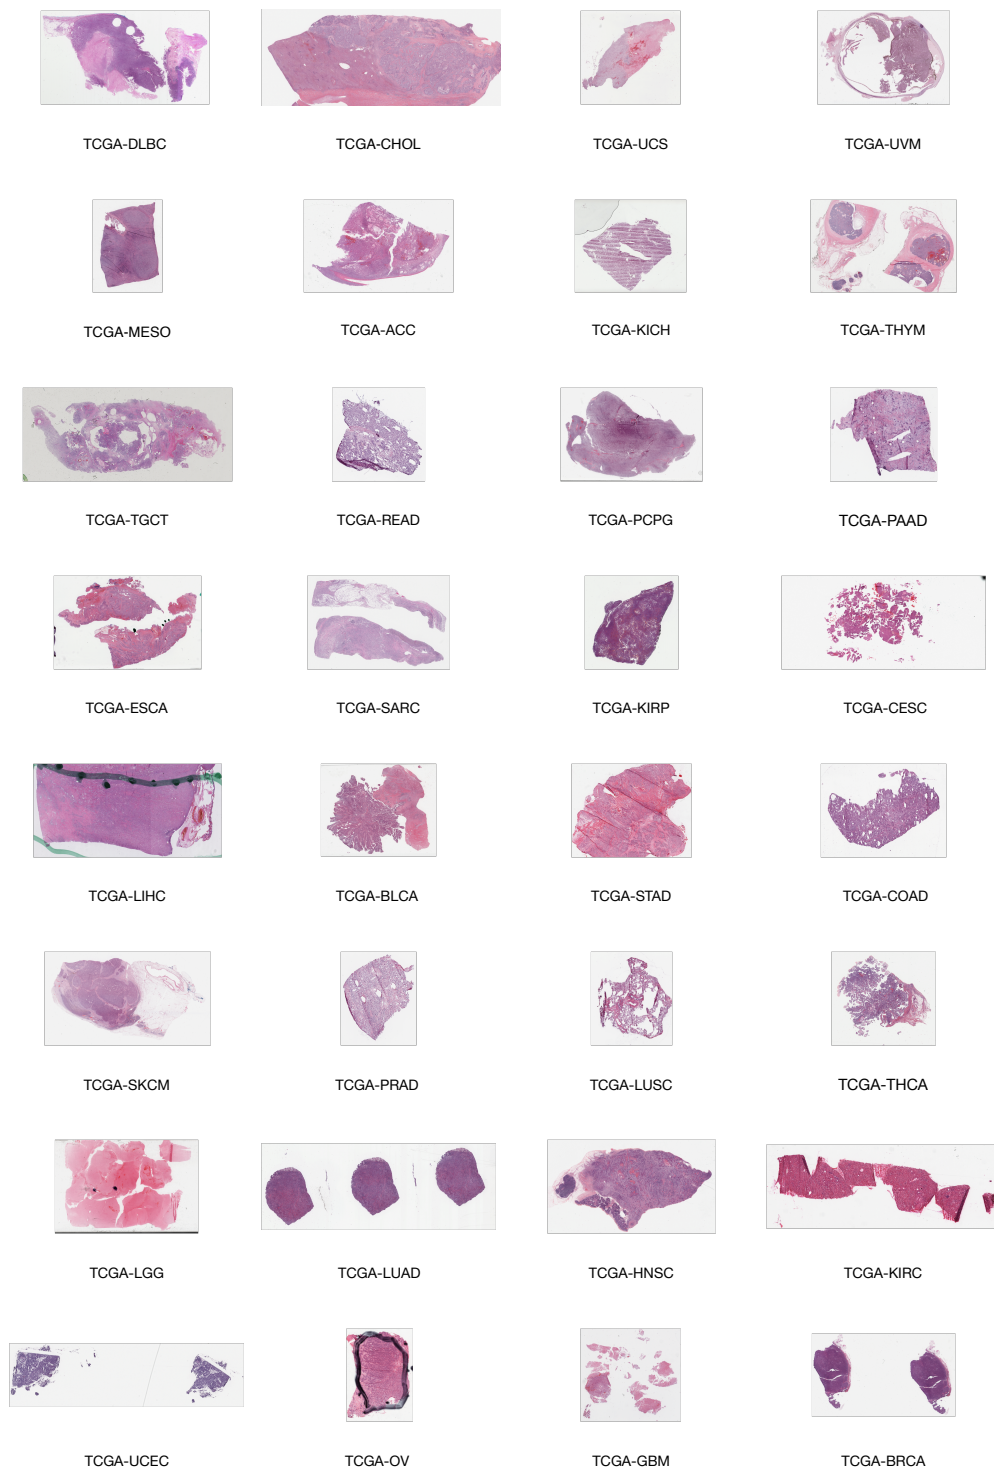 TCGA-DLBC
TCGA-CHOL
TCGA-UCS
TCGA-UVM
TCGA-MESO
TCGA-ACC
TCGA-KICH
TCGA-THYM
TCGA-TGCT
TCGA-READ
TCGA-PCPG
TCGA-PAAD
TCGA-ESCA
TCGA-SARC
TCGA-KIRP
TCGA-CESC
TCGA-LIHC
TCGA-BLCA
TCGA-STAD
TCGA-COAD
TCGA-SKCM
TCGA-PRAD
TCGA-LUSC
TCGA-THCA
TCGA-LGG
TCGA-LUAD
TCGA-HNSC
TCGA-KIRC
TCGA-UCEC
TCGA-OV
TCGA-GBM
TCGA-BRCA